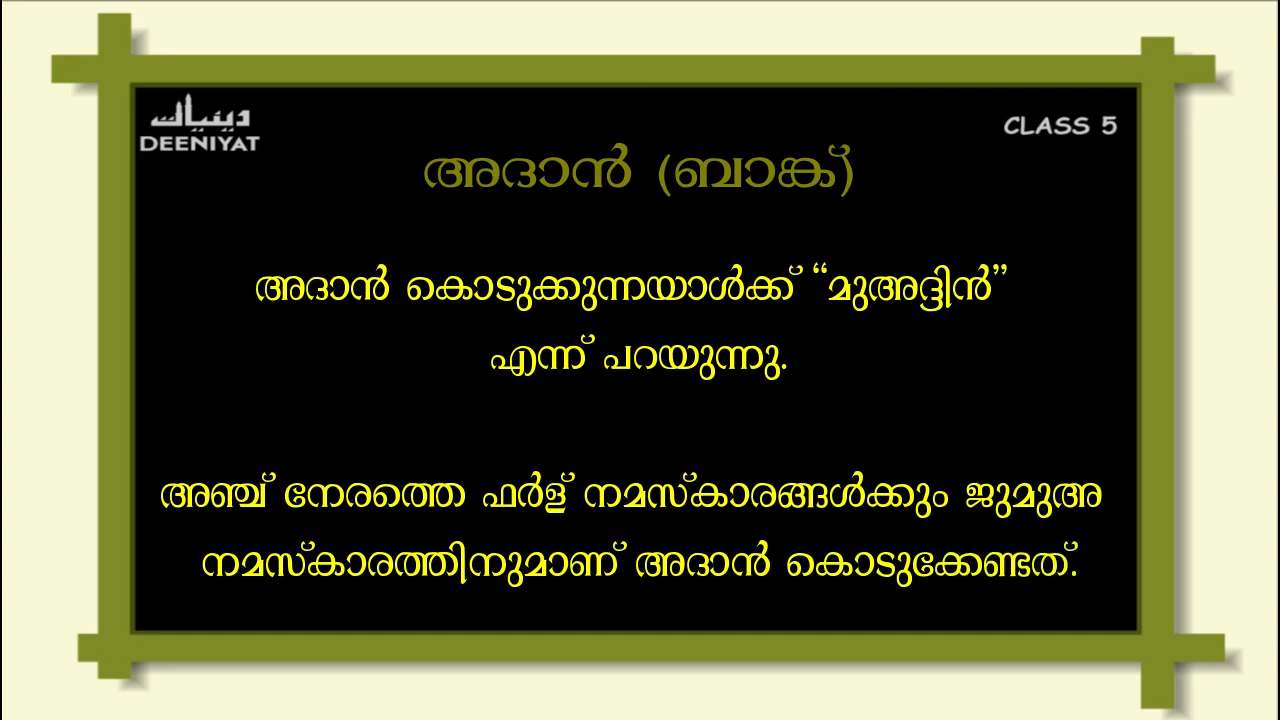 دینیات
DEENIYAT
CLASS 5
അദാൻ (ബാങ്ക്)
അദാൻ കൊടുക്കുന്നയാൾക്ക് “മുഅദ്ദിൻ”
എന്ന് പറയുന്നു.
അഞ്ച് നേരത്തെ ഫർള് നമസ്കാരങ്ങൾക്കും ജുമുഅ
നമസ്കാരത്തിനുമാണ് അദാൻ കൊടുക്കേണ്ടത്.